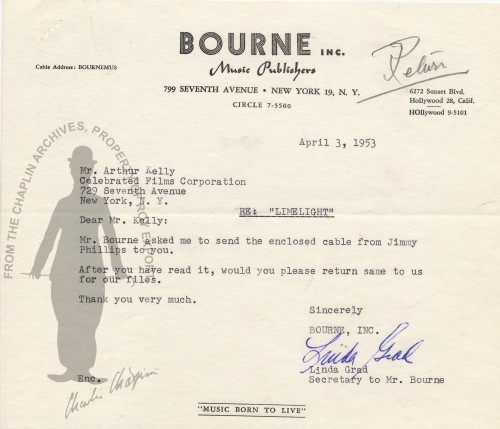 BOURNE INC.
Music Publishers
Cable Address: BOURNEMUS
799 SEVENTH AVENUE • NEW YORK 19, N. Y.
CIRCLE 7-5500
6272 Sunset Blvd.
Hollywood 28, Calif.
HOllywood 9-5101
April 3, 1953
FROM THE CHAPLIN ARCHIVES, PROPERTY ROY EXPORT
Mr. Arthur Kelly
Celebrated Films Corporation
729 Seventh Avenue
New York, N. Y.
RE: "LIMELIGHT"
Dear Mr. Kelly:
Mr. Bourne asked me to send the enclosed cable from Jimmy
Phillips to you.
After you have read it, would you please return same to us
for our files.
Thank you very much.
Sincerely
BOURNE, INC.
Linda Grad
Linda Grad
Secretary to Mr. Bourne
Enc.
Charlie Chaplin
"MUSIC BORN TO LIVE"